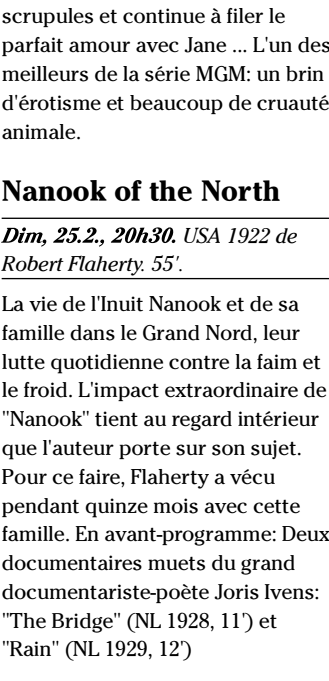 scrupules et continue à filer le
parfait amour avec Jane ... L'un des
meilleurs de la série MGM: un brin
d'érotisme et beaucoup de cruauté
animale.
Nanook of the North
Dim, 25.2., 20h30. USA 1922 de
Robert Flaherty. 55'.
La vie de l'Inuit Nanook et de sa
famille dans le Grand Nord, leur
lutte quotidienne contre la faim et
le froid. L'impact extraordinaire de
"Nanook" tient au regard intérieur
que l'auteur porte sur son sujet.
Pour ce faire, Flaherty a vécu
pendant quinze mois avec cette
famille. En avant-programme: Deux
documentaires muets du grand
documentariste-poète Joris Ivens:
"The Bridge" (NL 1928, 11') et
"Rain" (NL 1929, 12')